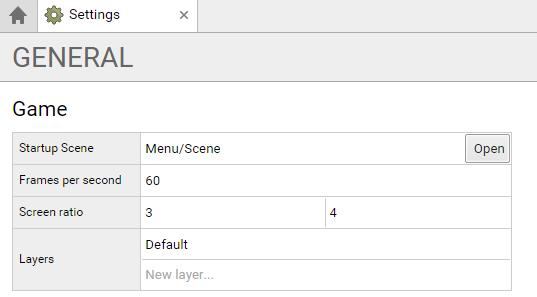 Settings
GENERAL
Game
Startup Scene Menu/Scene Open
Frames per second 60
Screen ratio 3 4
Layers Default
New layer...